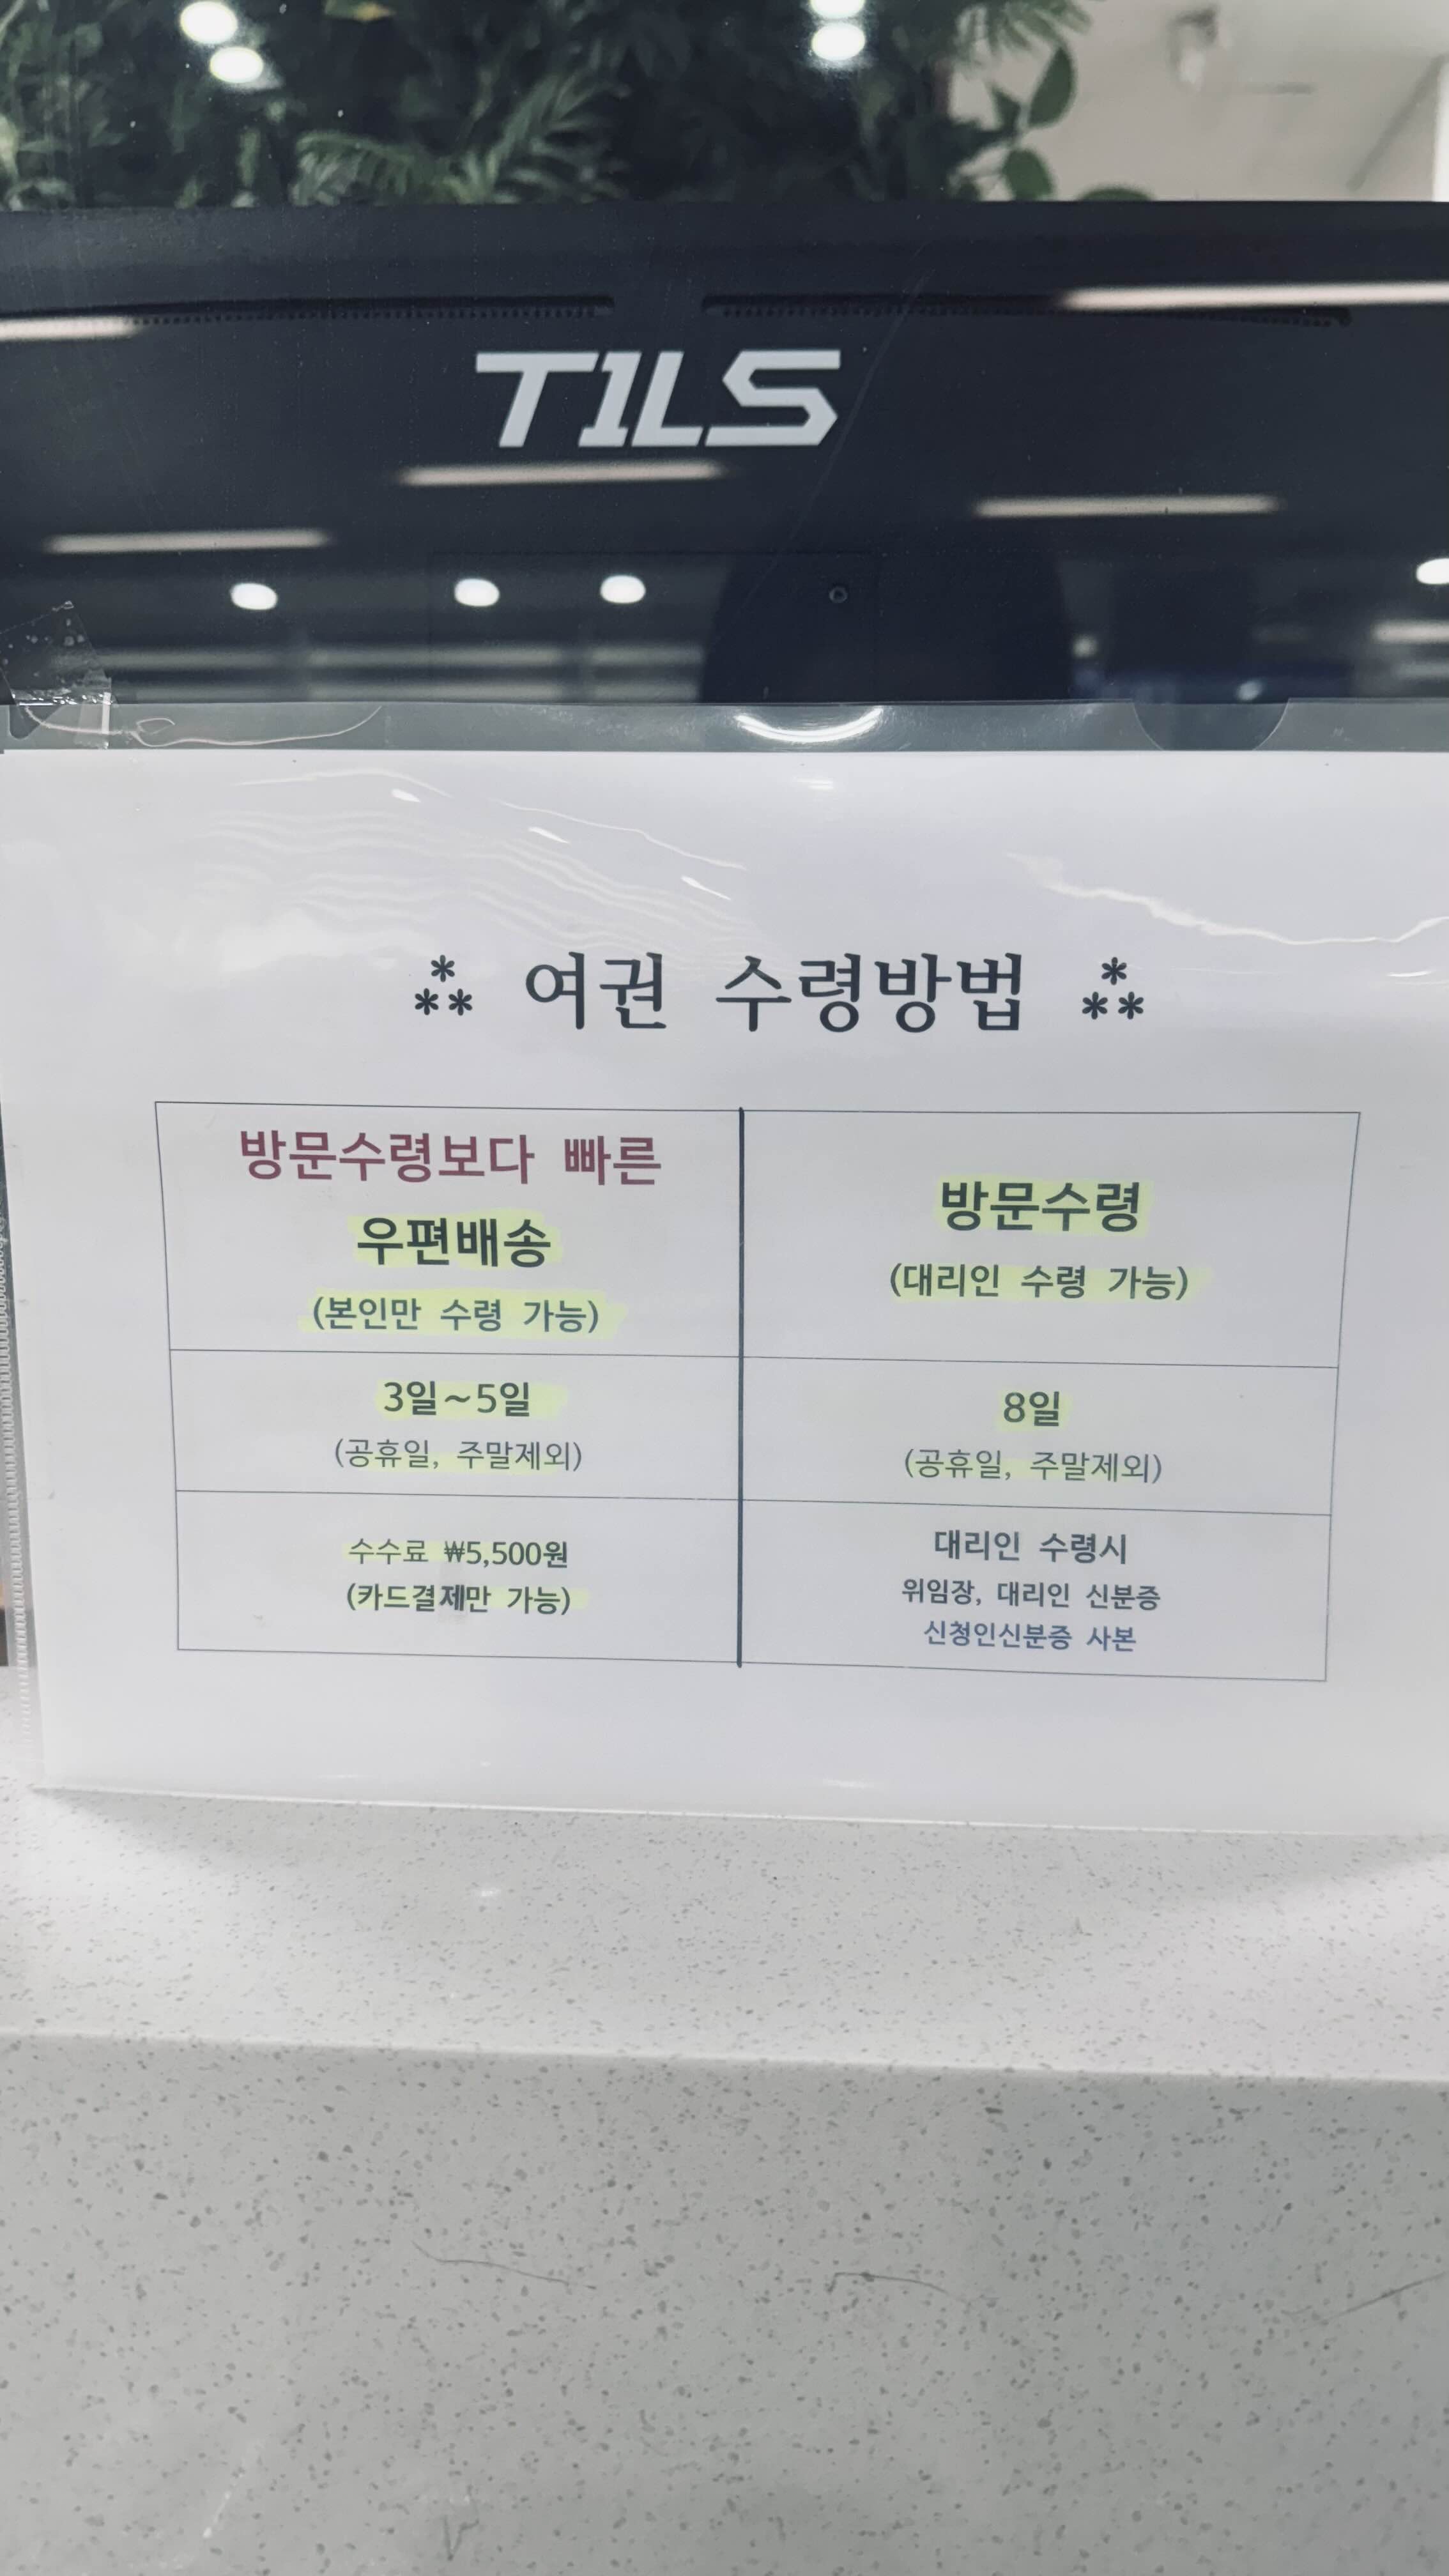 TILS
⁂ 여권 수령방법 ⁂
방문수령보다 빠른
우편배송
(본인만 수령 가능)
방문수령
(대리인 수령 가능)
3일~5일
(공휴일, 주말제외)
8일
(공휴일, 주말제외)
수수료 ₩5,500원
(카드결제만 가능)
대리인 수령시
위임장, 대리인 신분증
신청인신분증 사본